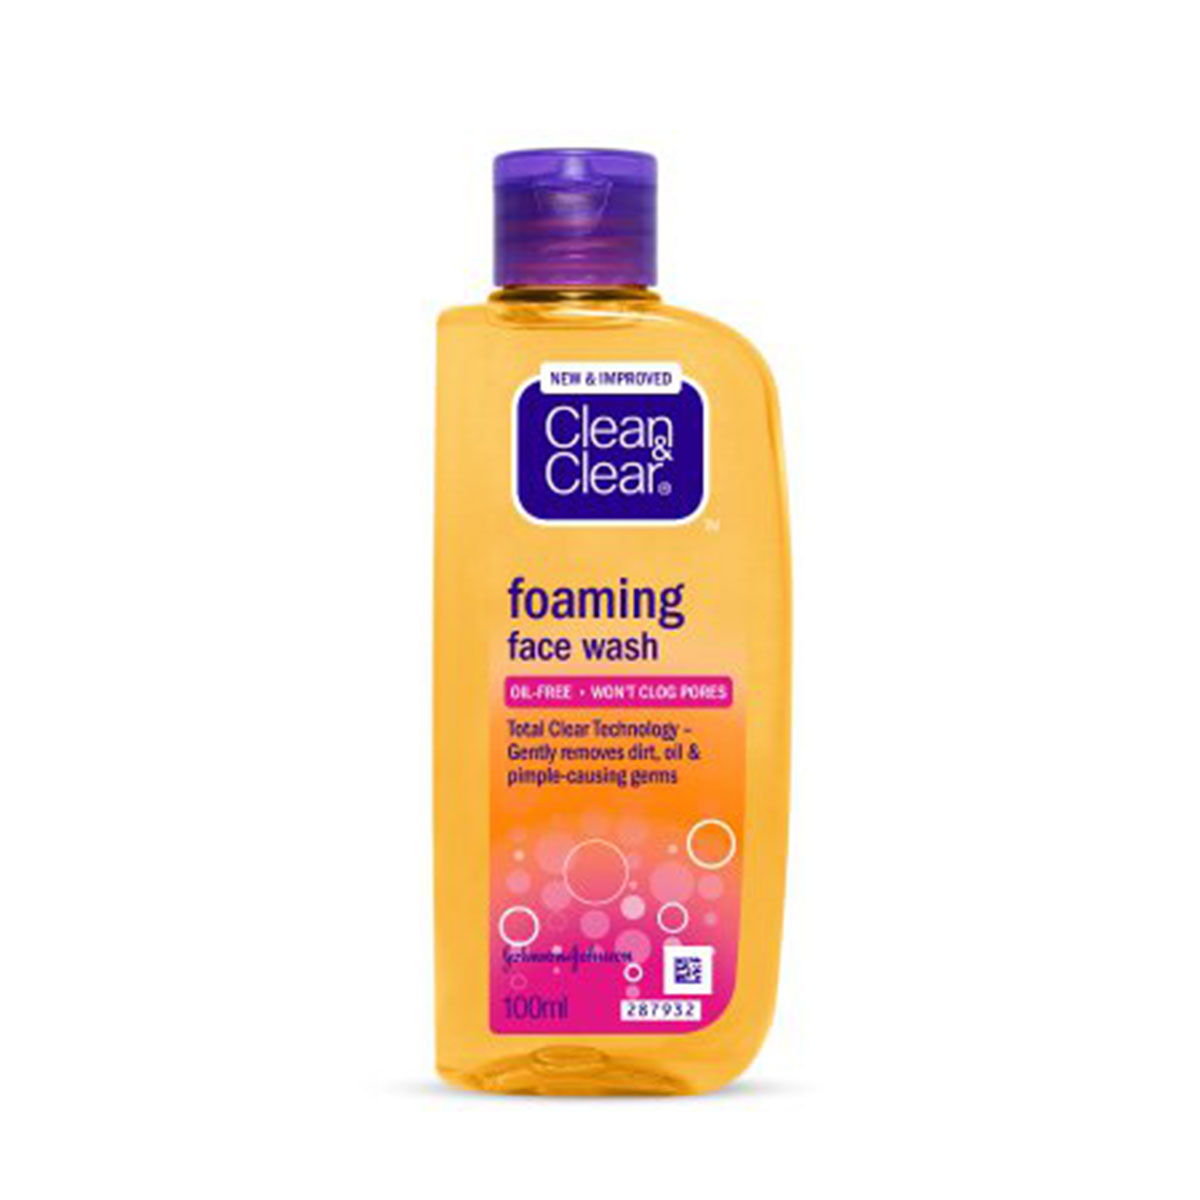 NEW & IMPROVED
Clean &
Clear®
TM
foaming
face wash
OIL-FREE • WON'T CLOG PORES
Total Clear Technology –
Gently removes dirt, oil &
pimple-causing germs
Johnson & Johnson
100ml
287932